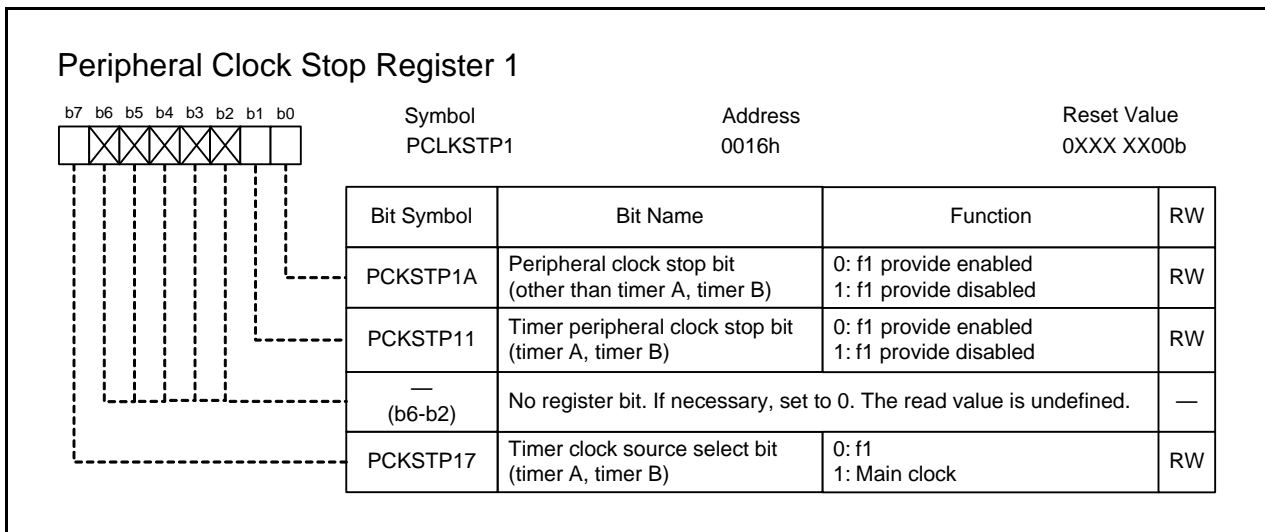 Peripheral Clock Stop Register 1
b7 b6 b5 b4 b3 b2 b1 b0
Symbol Address Reset Value
PCLKSTP1 0016h 0XXX XX00b
Bit Symbol Bit Name Function RW
PCKSTP1A Peripheral clock stop bit 0: f1 provide enabled RW
(other than timer A, timer B) 1: f1 provide disabled
PCKSTP11 Timer peripheral clock stop bit 0: f1 provide enabled RW
(timer A, timer B) 1: f1 provide disabled
— No register bit. If necessary, set to 0. The read value is undefined. —
(b6-b2)
PCKSTP17 Timer clock source select bit 0: f1 RW
(timer A, timer B) 1: Main clock